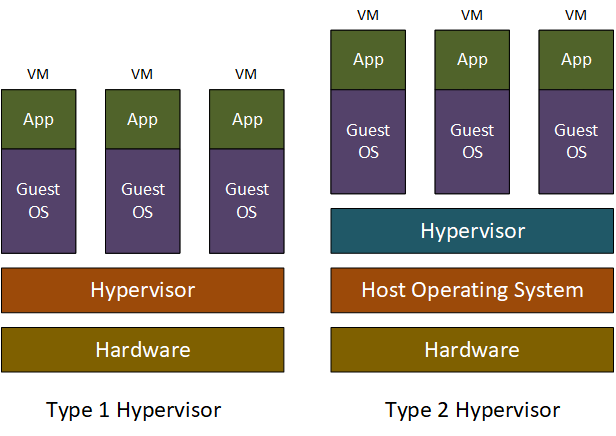 VM
VM
VM
App
App
App
Guest
OS
Guest
OS
Guest
OS
Hypervisor
Hardware
Type 1 Hypervisor
VM
VM
VM
App
App
App
Guest
OS
Guest
OS
Guest
OS
Hypervisor
Host Operating System
Hardware
Type 2 Hypervisor